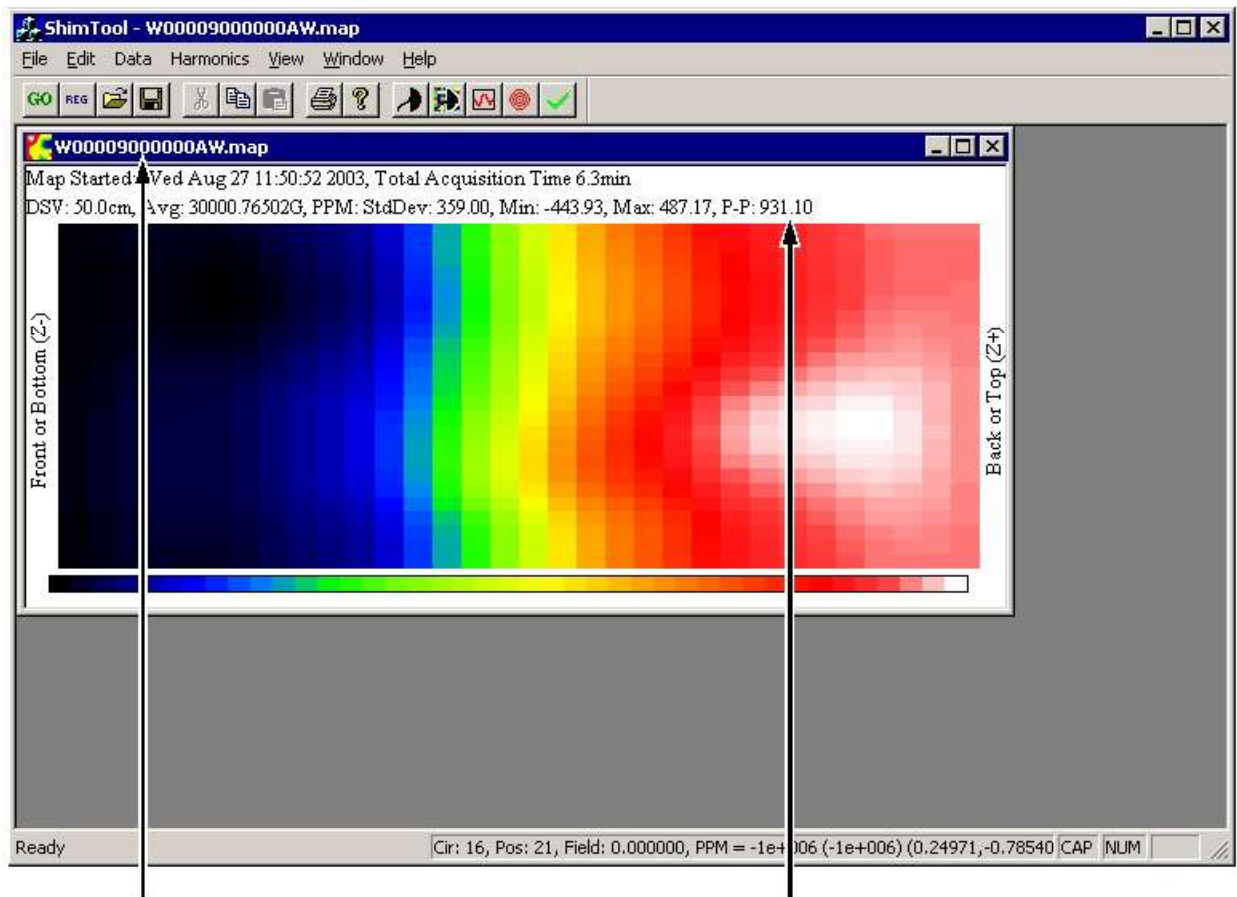 ShimTool - W00009000000AW.map
File Edit Data Harmonics View Window Help
GO REG
W00009000000AW.map
Map Started: Wed Aug 27 11:50:52 2003, Total Acquisition Time 6.3min
DSV: 50.0cm, Avg: 30000.76502G, PPM: StdDev: 359.00, Min: -443.93, Max: 487.17, P-P: 931.10
Front or Bottom (Z-)
Back or Top (Z+)
Ready Cir: 16, Pos: 21, Field: 0.000000, PPM = -1e+006 (-1e+006) (0.24971,-0.78540 CAP NUM